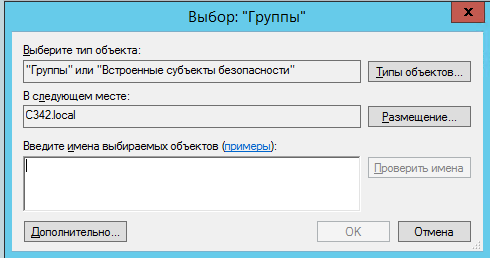 Выбор: "Группы"
x
Выберите тип объекта:
"Группы" или "Встроенные субъекты безопасности"
Типы объектов...
В следующем месте:
C342.local
Размещение...
Введите имена выбираемых объектов (примеры):
Проверить имена
Дополнительно...
OK
Отмена